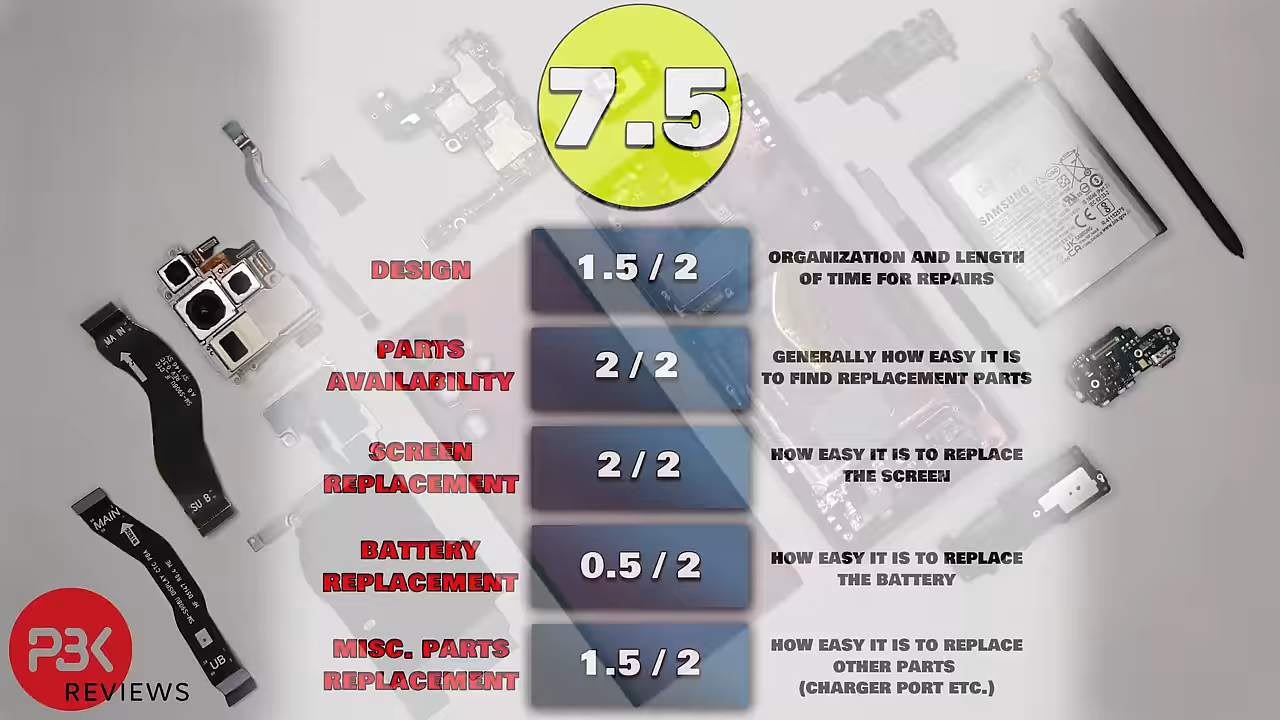 7.5
DESIGN
1.5 / 2
ORGANIZATION AND LENGTH
OF TIME FOR REPAIRS
PARTS
AVAILABILITY
2 / 2
GENERALLY HOW EASY IT IS
TO FIND REPLACEMENT PARTS
SCREEN
REPLACEMENT
2 / 2
HOW EASY IT IS TO REPLACE
THE SCREEN
BATTERY
REPLACEMENT
0.5 / 2
HOW EASY IT IS TO REPLACE
THE BATTERY
MISC. PARTS
REPLACEMENT
1.5 / 2
HOW EASY IT IS TO REPLACE
OTHER PARTS
(CHARGER PORT ETC.)
SAMSUNG
MAIN
UB
PBK
REVIEWS